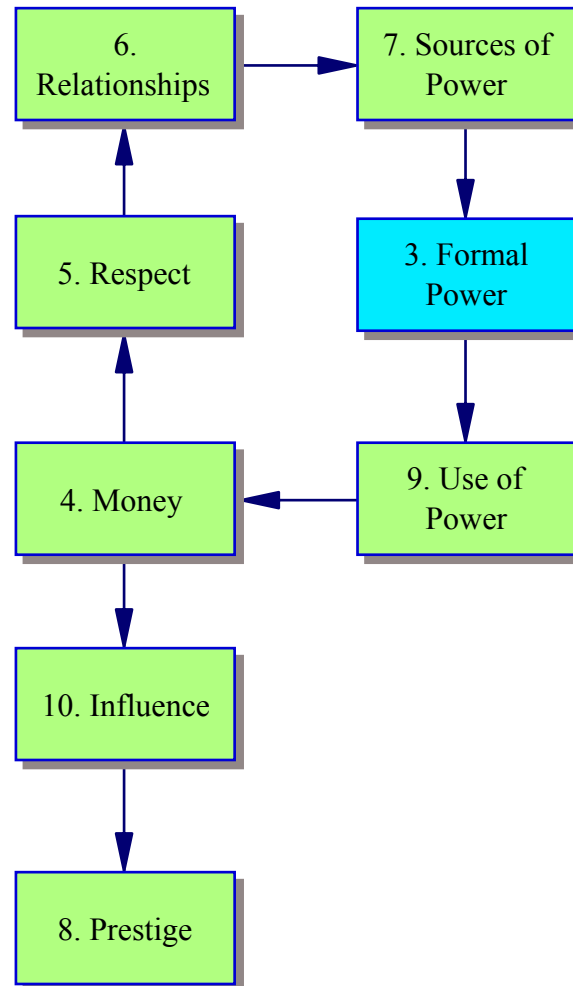 6.
Relationships
7. Sources of
Power
5. Respect
3. Formal
Power
4. Money
9. Use of
Power
10. Influence
8. Prestige